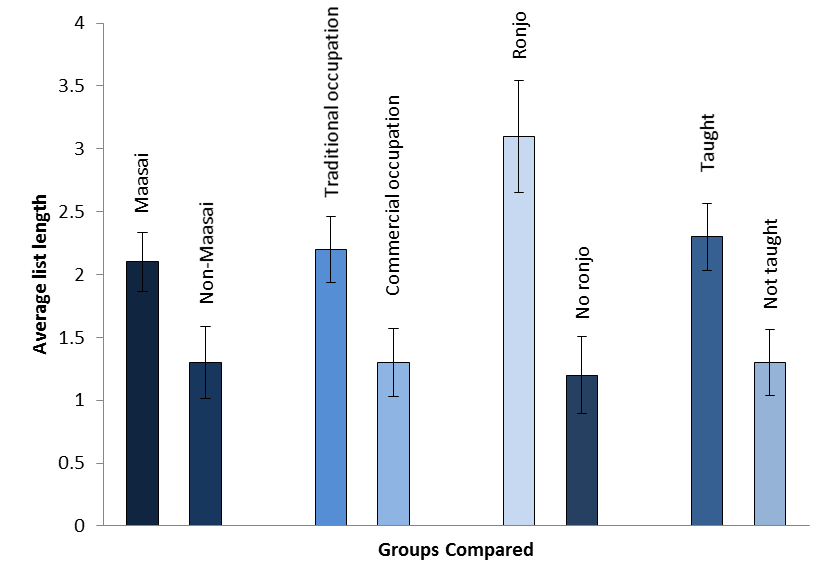 Average list length
4
3.5
3
2.5
2
1.5
1
0.5
0
Maasai
Non-Maasai
Traditional occupation
Commercial occupation
Ronjo
No ronjo
Taught
Not taught
Groups Compared